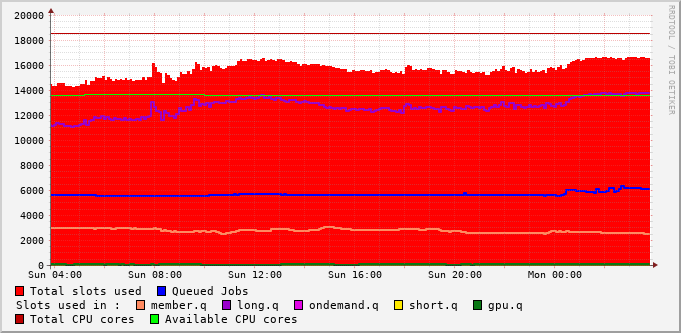 20000
18000
16000
14000
12000
10000
8000
6000
4000
2000
0
Sun 04:00 Sun 08:00 Sun 12:00 Sun 16:00 Sun 20:00 Mon 00:00
Total slots used Queued Jobs
Slots used in : member.q long.q ondemand.q short.q gpu.q
Total CPU cores Available CPU cores
RRDTOOL / TOBI OETIKER